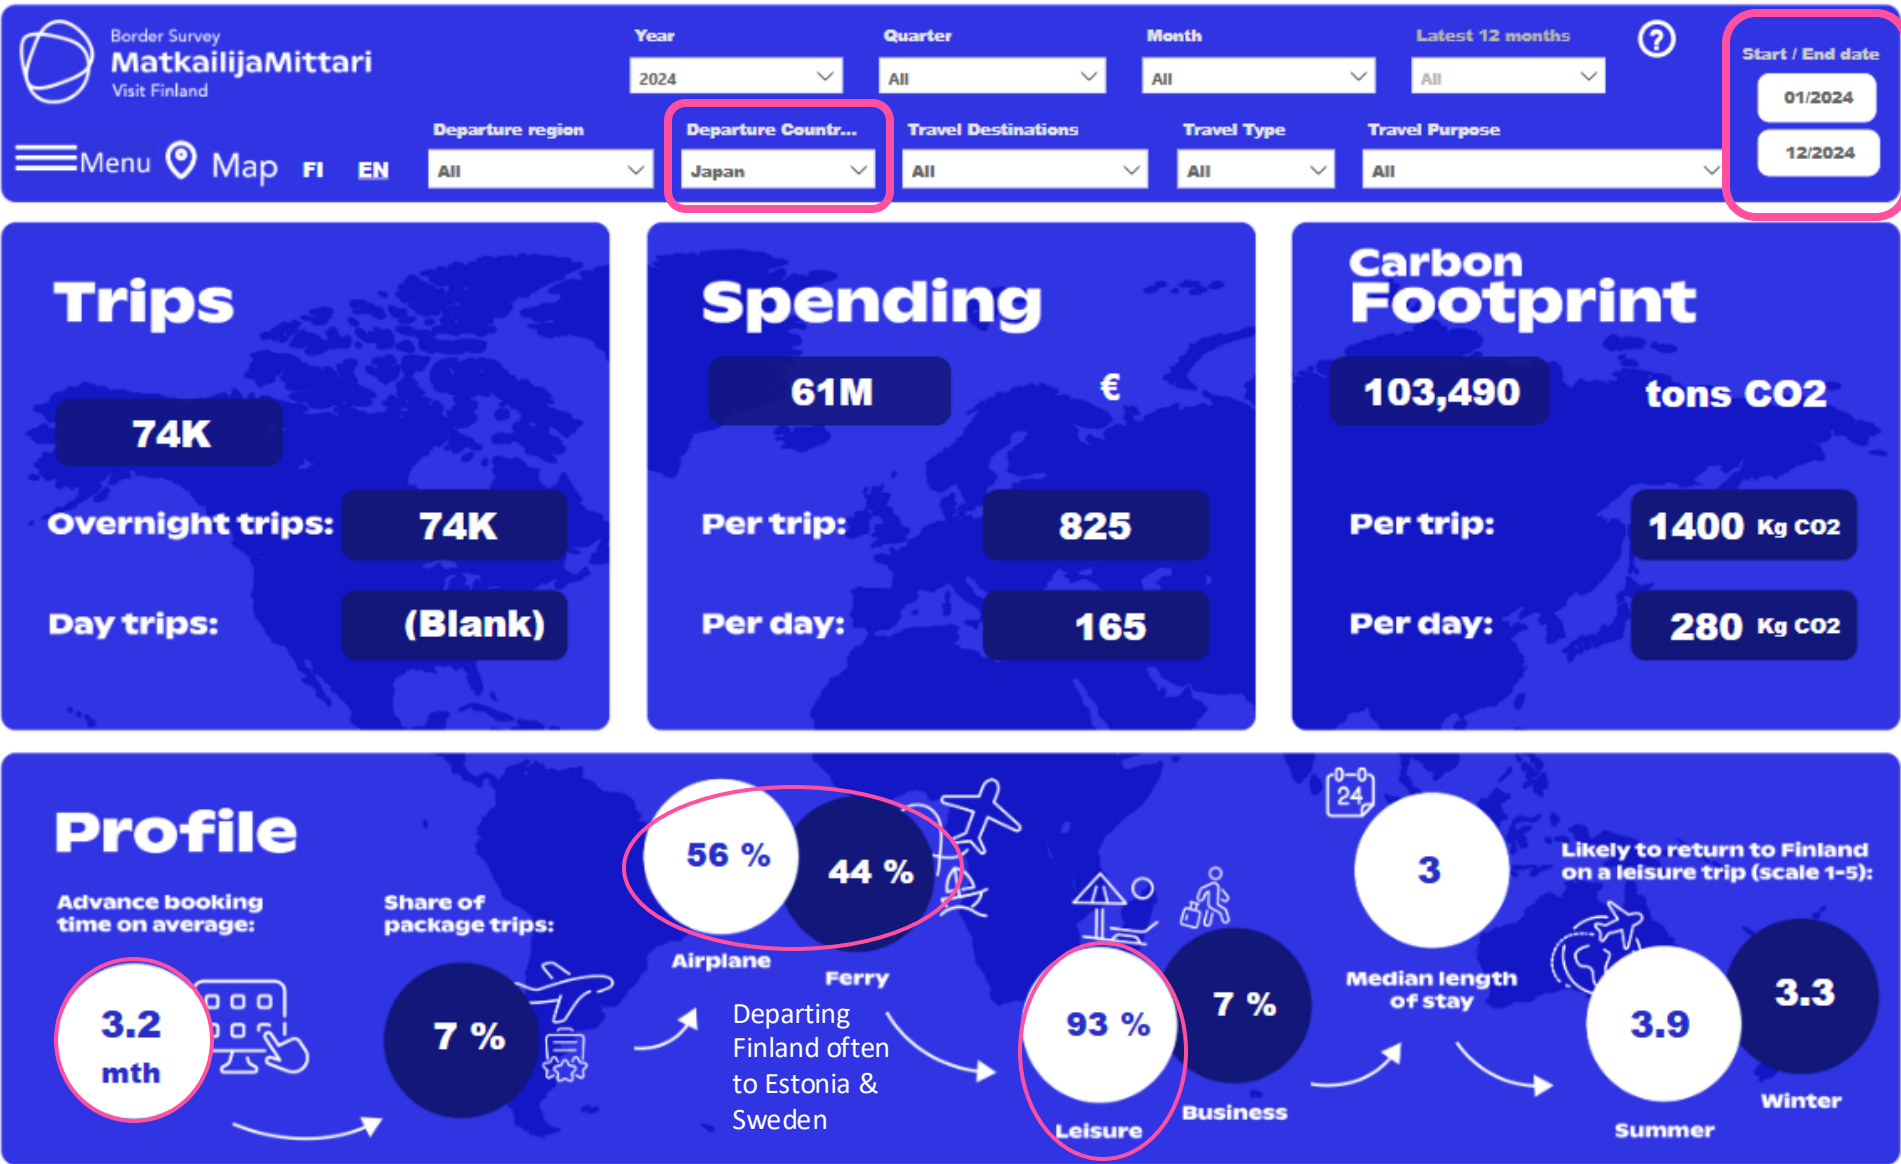 Border Survey
MatkailijaMittari
Visit Finland
Menu
Map
FI
EN
Year
2024
Quarter
All
Month
All
Latest 12 months
All
?
Start / End date
01/2024
12/2024
Departure region
All
Departure Countr...
Japan
Travel Destinations
All
Travel Type
All
Travel Purpose
All
Trips
74K
Overnight trips: 74K
Day trips: (Blank)
Spending
61M €
Per trip: 825
Per day: 165
Carbon
Footprint
103,490 tons CO2
Per trip: 1400 Kg CO2
Per day: 280 Kg CO2
Profile
Advance booking
time on average:
3.2
mth
Share of
package trips:
7 %
56 %
Airplane
44 %
Ferry
Departing
Finland often
to Estonia &
Sweden
93 %
Leisure
7 %
Business
24
3
Median length
of stay
Likely to return to Finland
on a leisure trip (scale 1-5):
3.9
Summer
3.3
Winter